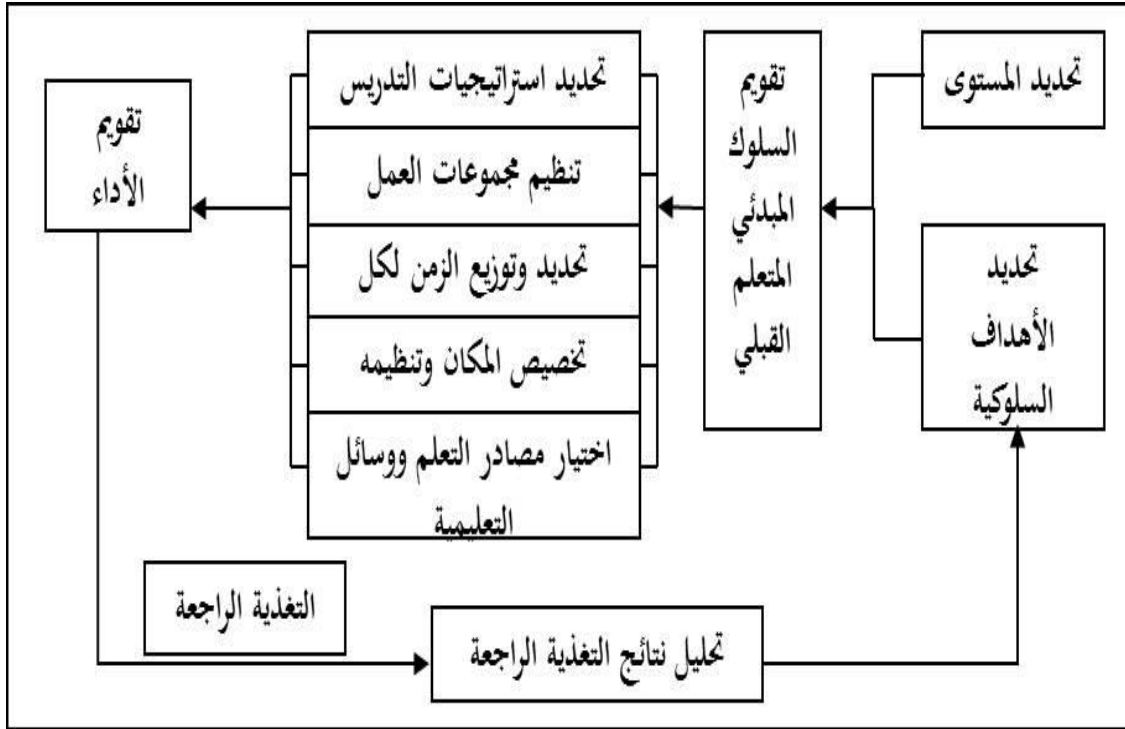 تحديد المستوى
تحديد
الأهداف
السلوكية
تقويم
السلوك
المبدئي
المتعلم
القبلي
تحديد استراتيجيات التدريس
تنظيم مجموعات العمل
تحديد وتوزيع الزمن لكل
تخصيص المكان وتنظيمه
اختيار مصادر التعلم ووسائل
التعليمية
تقويم
الأداء
التغذية الراجعة
تحليل نتائج التغذية الراجعة